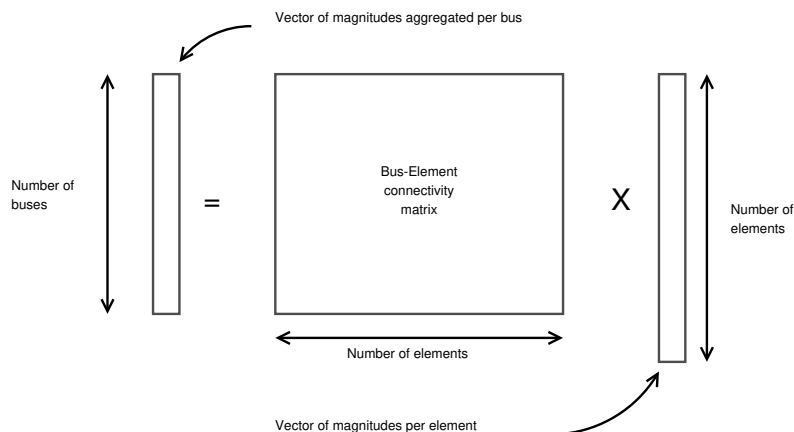 Vector of magnitudes aggregated per bus
Number of
buses
=
Bus-Element
connectivity
matrix
X
Number of
elements
Number of elements
Vector of magnitudes per element